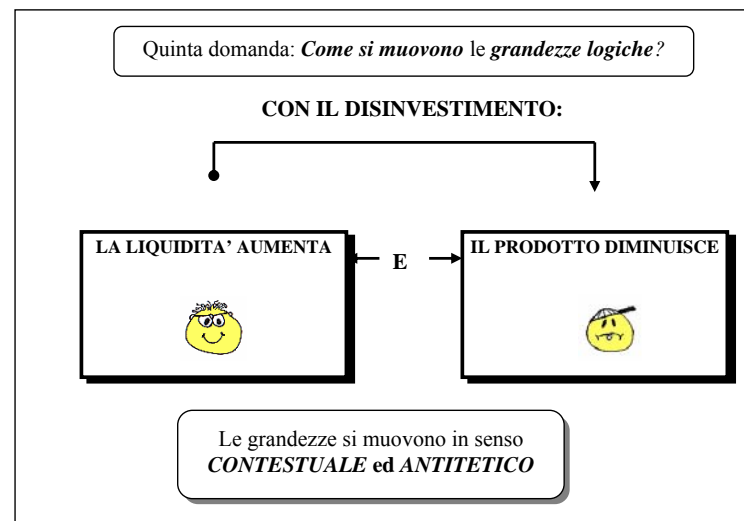 Quinta domanda: Come si muovono le grandezze logiche?
CON IL DISINVESTIMENTO:
LA LIQUIDITA’ AUMENTA
E
IL PRODOTTO DIMINUISCE
Le grandezze si muovono in senso
CONTESTUALE ed ANTITETICO